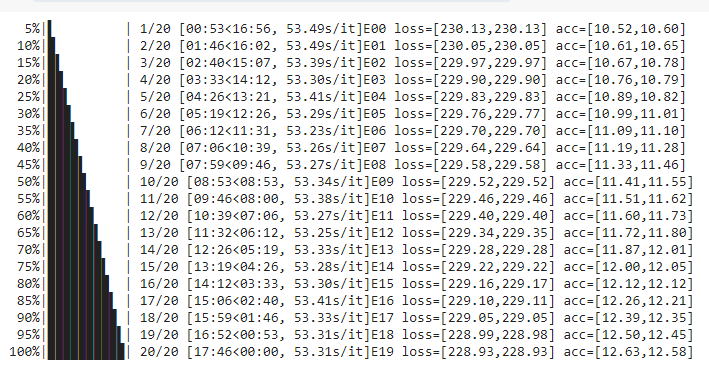 5%| | 1/20 [00:53<16:56, 53.49s/it]E00 loss=[230.13,230.13] acc=[10.52,10.60]
10%| | 2/20 [01:46<16:02, 53.49s/it]E01 loss=[230.05,230.05] acc=[10.61,10.65]
15%| | 3/20 [02:40<15:07, 53.39s/it]E02 loss=[229.97,229.97] acc=[10.67,10.78]
20%| | 4/20 [03:33<14:12, 53.30s/it]E03 loss=[229.90,229.90] acc=[10.76,10.79]
25%| | 5/20 [04:26<13:21, 53.41s/it]E04 loss=[229.83,229.83] acc=[10.89,10.82]
30%| | 6/20 [05:19<12:26, 53.29s/it]E05 loss=[229.76,229.77] acc=[10.99,11.01]
35%| | 7/20 [06:12<11:31, 53.23s/it]E06 loss=[229.70,229.70] acc=[11.09,11.10]
40%| | 8/20 [07:06<10:39, 53.26s/it]E07 loss=[229.64,229.64] acc=[11.19,11.28]
45%| | 9/20 [07:59<09:46, 53.27s/it]E08 loss=[229.58,229.58] acc=[11.33,11.46]
50%| | 10/20 [08:53<08:53, 53.34s/it]E09 loss=[229.52,229.52] acc=[11.41,11.55]
55%| | 11/20 [09:46<08:00, 53.38s/it]E10 loss=[229.46,229.46] acc=[11.51,11.62]
60%| | 12/20 [10:39<07:06, 53.27s/it]E11 loss=[229.40,229.40] acc=[11.60,11.73]
65%| | 13/20 [11:32<06:12, 53.25s/it]E12 loss=[229.34,229.35] acc=[11.72,11.80]
70%| | 14/20 [12:26<05:19, 53.33s/it]E13 loss=[229.28,229.28] acc=[11.87,12.01]
75%| | 15/20 [13:19<04:26, 53.28s/it]E14 loss=[229.22,229.22] acc=[12.00,12.05]
80%| | 16/20 [14:12<03:33, 53.30s/it]E15 loss=[229.16,229.17] acc=[12.12,12.12]
85%| | 17/20 [15:06<02:40, 53.41s/it]E16 loss=[229.10,229.11] acc=[12.26,12.21]
90%| | 18/20 [15:59<01:46, 53.33s/it]E17 loss=[229.05,229.05] acc=[12.39,12.35]
95%| | 19/20 [16:52<00:53, 53.31s/it]E18 loss=[228.99,228.98] acc=[12.50,12.45]
100%| | 20/20 [17:46<00:00, 53.31s/it]E19 loss=[228.93,228.93] acc=[12.63,12.58]